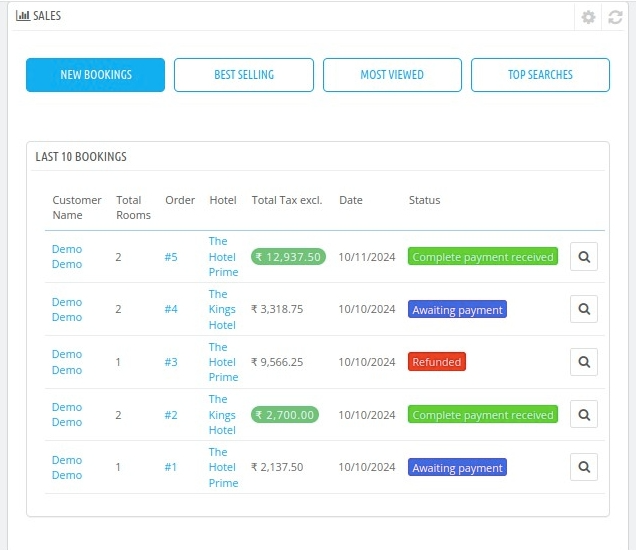 SALES
NEW BOOKINGS BEST SELLING MOST VIEWED TOP SEARCHES
LAST 10 BOOKINGS
Customer Name Total Rooms Order Hotel Total Tax excl. Date Status
Demo Demo 2 #5 The Hotel Prime ₹ 12,937.50 10/11/2024 Complete payment received
Demo Demo 2 #4 The Kings Hotel ₹ 3,318.75 10/10/2024 Awaiting payment
Demo Demo 1 #3 The Hotel Prime ₹ 9,566.25 10/10/2024 Refunded
Demo Demo 2 #2 The Kings Hotel ₹ 2,700.00 10/10/2024 Complete payment received
Demo Demo 1 #1 The Hotel Prime ₹ 2,137.50 10/10/2024 Awaiting payment